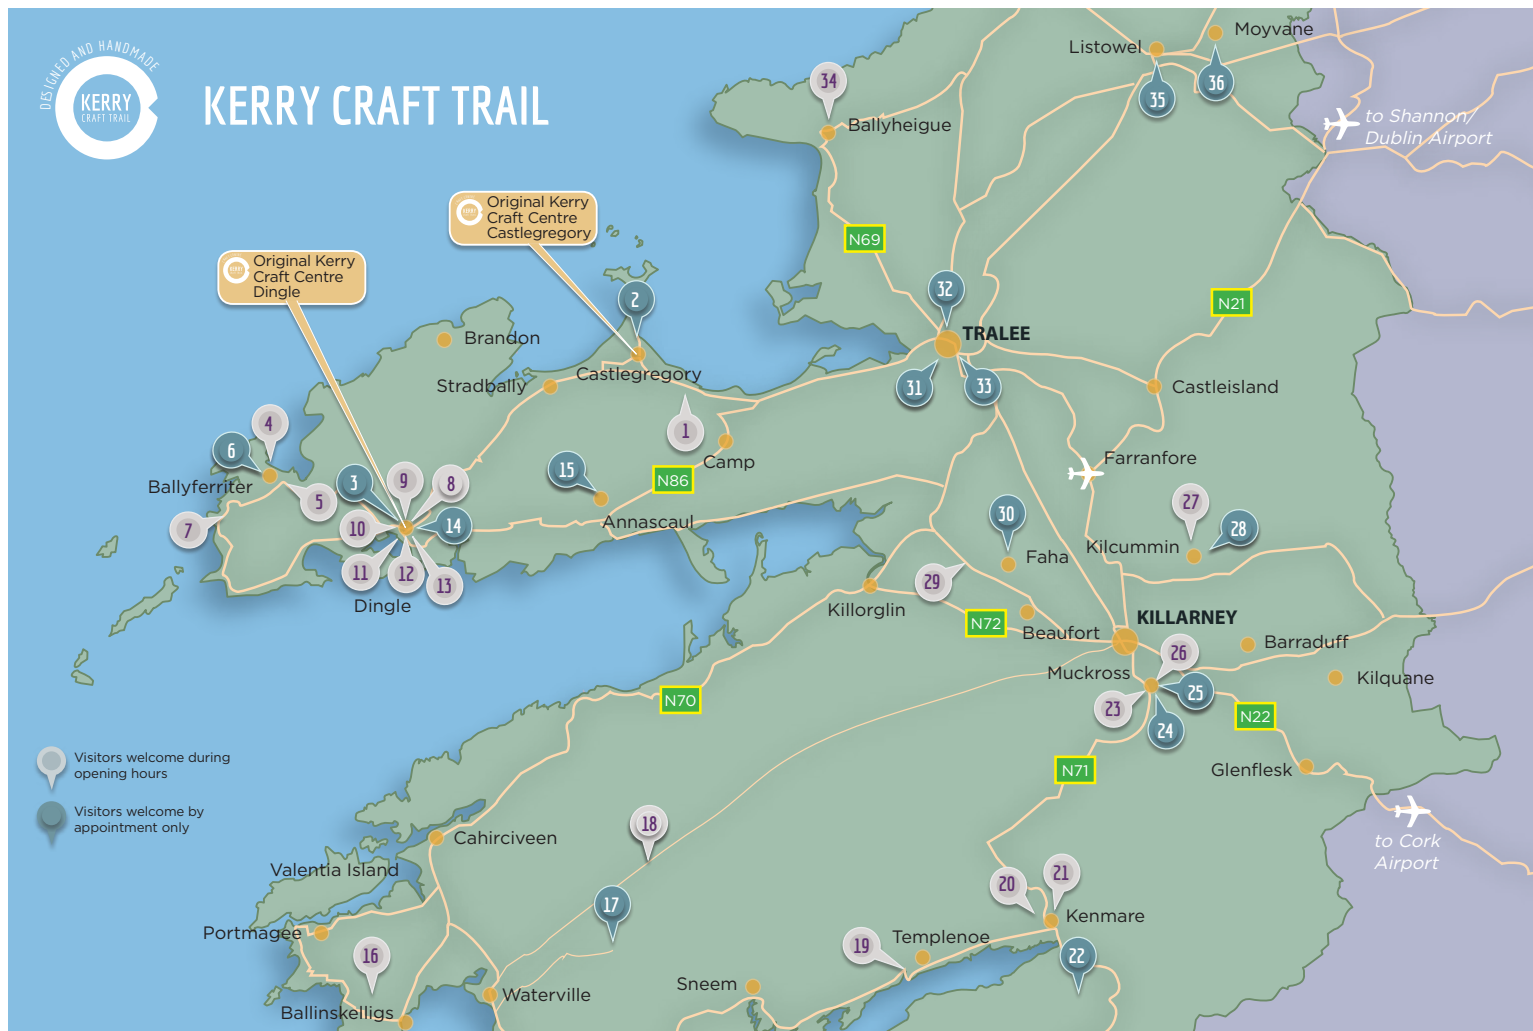 DESIGNED AND HANDMADE
KERRY
CRAFT TRAIL
KERRY CRAFT TRAIL
Moyvane
Listowel
34
35
36
Ballyheigue
to Shannon/
Dublin Airport
Original Kerry
Craft Centre
Castlegregory
N69
Original Kerry
Craft Centre
Dingle
2
32
N21
TRALEE
Brandon
Castlegregory
Stradbally
31
33
Castleisland
4
1
6
Camp
Farranfore
Ballyferriter
3
9
8
15
N86
5
7
10
14
Annascaul
30
27
28
Kilcummin
Faha
11
12
13
Dingle
29
Killorglin
N72
Beaufort
KILLARNEY
Barraduff
26
Muckross
Kilquane
25
23
24
N22
N70
N71
Glenflesk
Visitors welcome during
opening hours
Visitors welcome by
appointment only
18
Cahirciveen
to Cork
Airport
Valentia Island
20
21
17
Kenmare
Portmagee
Templenoe
19
16
22
Sneem
Waterville
Ballinskelligs